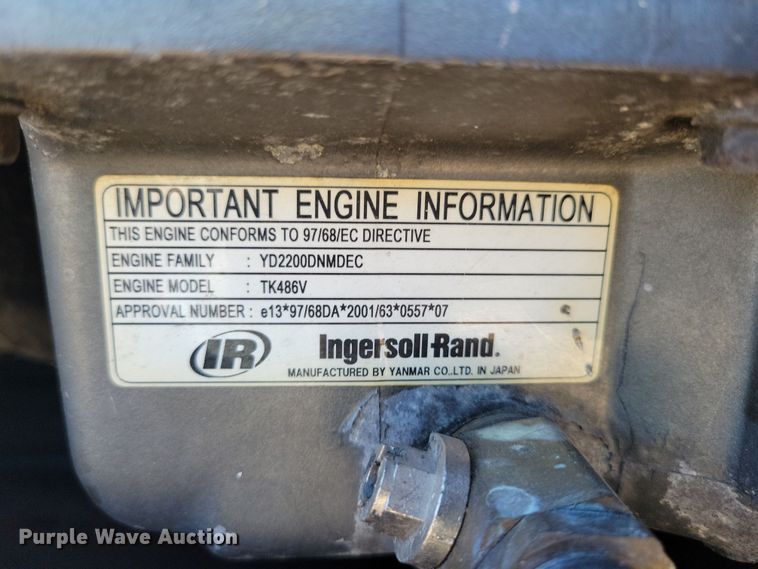 IMPORTANT ENGINE INFORMATION
THIS ENGINE CONFORMS TO 97/68/EC DIRECTIVE
ENGINE FAMILY : YD2200DNMDEC
ENGINE MODEL : TK486V
APPROVAL NUMBER : e13*97/68DA*2001/63*0557*07
IR Ingersoll-Rand.
MANUFACTURED BY YANMAR CO.,LTD. IN JAPAN
Purple Wave Auction